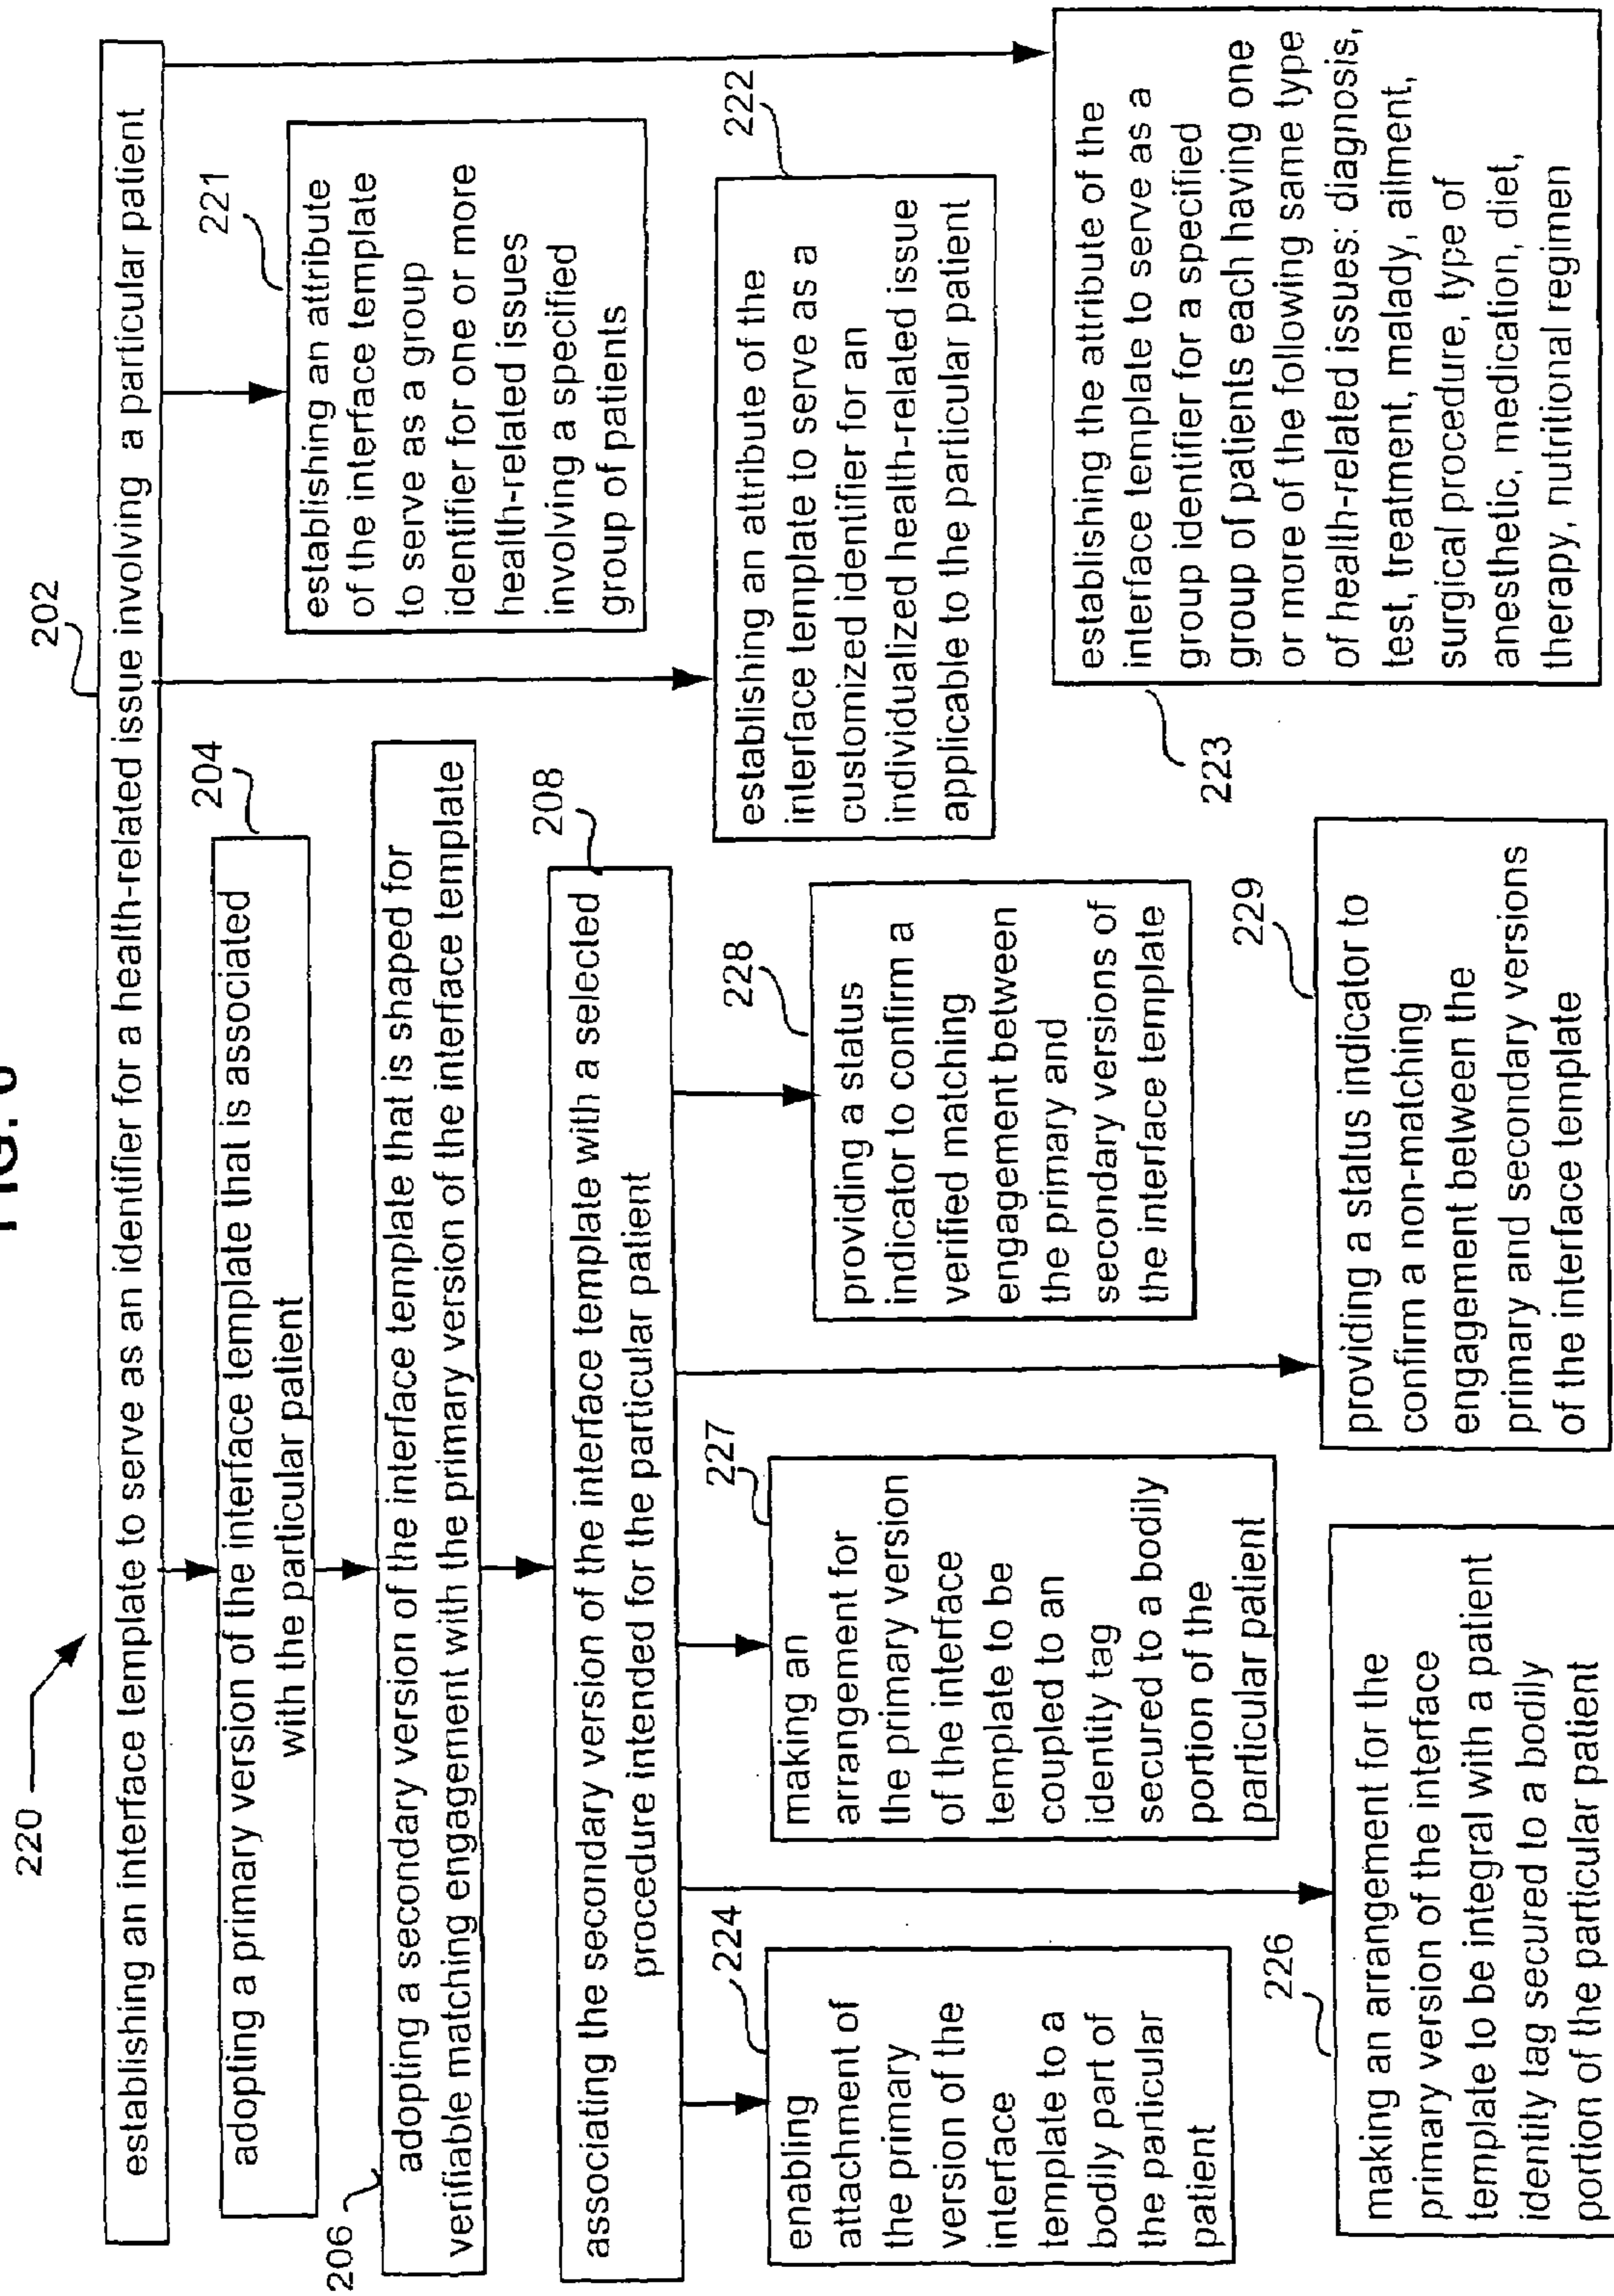 220
202
establishing an interface template to serve as an identifier for a health-related issue involving a particular patient
204
adopting a primary version of the interface template that is associated
with the particular patient
206
adopting a secondary version of the interface template that is shaped for
verifiable matching engagement with the primary version of the interface template
208
associating the secondary version of the interface template with a selected
procedure intended for the particular patient
221
establishing an attribute
of the interface template
to serve as a group
identifier for one or more
health-related issues
involving a specified
group of patients
222
establishing an attribute of the
interface template to serve as a
customized identifier for an
individualized health-related issue
applicable to the particular patient
223
establishing the attribute of the
interface template to serve as a
group identifier for a specified
group of patients each having one
or more of the following same type
of health-related issues: diagnosis,
test, treatment, malady, ailment,
surgical procedure, type of
anesthetic, medication, diet,
therapy, nutritional regimen
224
enabling
attachment of
the primary
version of the
interface
template to a
bodily part of
the particular
patient
226
making an arrangement for the
primary version of the interface
template to be integral with a patient
identity tag secured to a bodily
portion of the particular patient
227
making an
arrangement for
the primary version
of the interface
template to be
coupled to an
identity tag
secured to a bodily
portion of the
particular patient
228
providing a status
indicator to confirm a
verified matching
engagement between
the primary and
secondary versions of
the interface template
229
providing a status indicator to
confirm a non-matching
engagement between the
primary and secondary versions
of the interface template